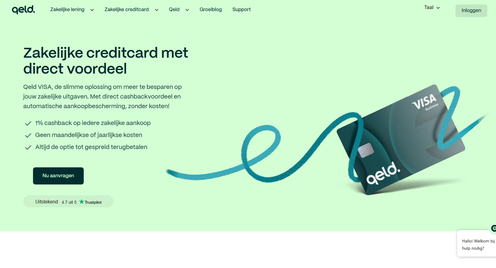 qeld.
Zakelijke lening
Zakelijke creditcard
Qeld
Groeiblog
Support
Taal
Inloggen
Zakelijke creditcard met
direct voordeel
Qeld VISA, de slimme oplossing om meer te besparen op
jouw zakelijke uitgaven. Met direct cashbackvoordeel en
automatische aankoopbescherming, zonder kosten!
1% cashback op iedere zakelijke aankoop
Geen maandelijkse of jaarlijkse kosten
Altijd de optie tot gespreid terugbetalen
VISA
Business
qeld.
Nu aanvragen
Uitstekend 4.7 uit 5 Trustpilot
Hallo! Welkom bij
hulp nodig?